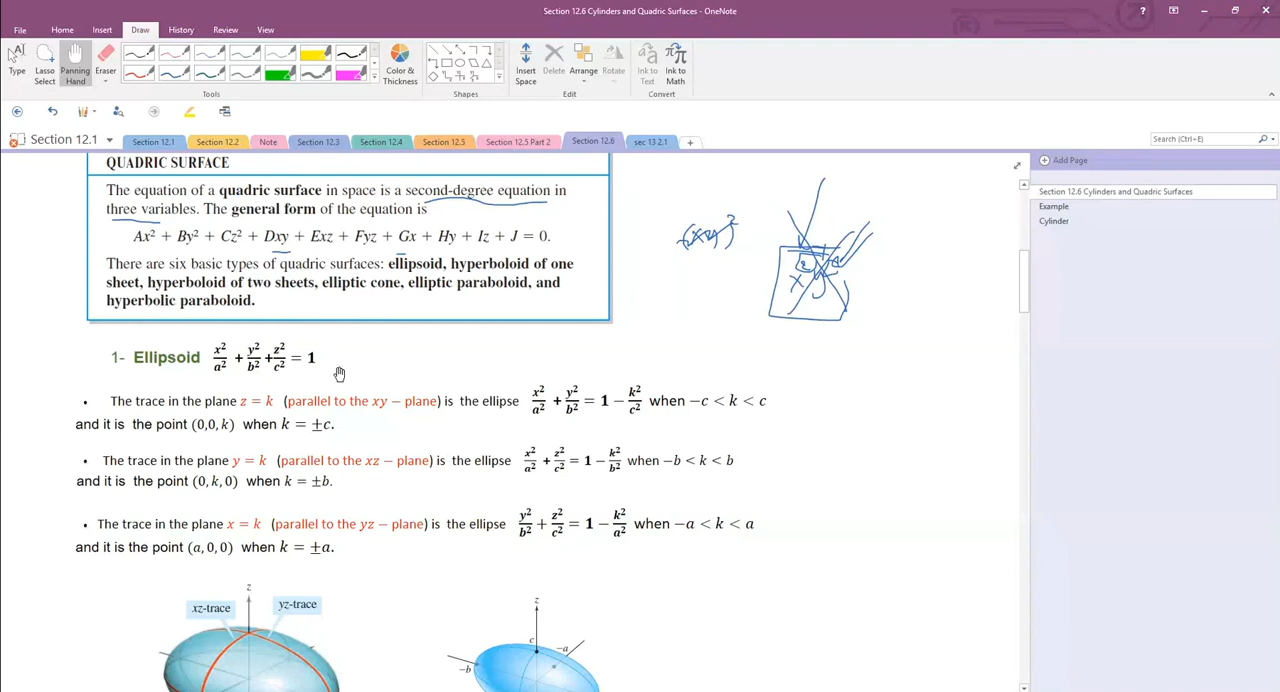 Section 12.6 Cylinders and Quadric Surfaces - OneNote
File Home Insert Draw History Review View
Type Lasso Select Panning Hand Eraser Color & Thickness Insert Space Delete Arrange Rotate Ink to Text Ink to Math
Tools Shapes Edit Convert
Section 12.1 Section 12.1 Section 12.2 Note Section 12.3 Section 12.4 Section 12.5 Section 12.5 Part 2 Section 12.6 sec 13 2.1 Search (Ctrl+E)
Add Page
Section 12.6 Cylinders and Quadric Surfaces
Example
Cylinder
QUADRIC SURFACE
The equation of a quadric surface in space is a second-degree equation in
three variables. The general form of the equation is
Ax² + By² + Cz² + Dxy + Exz + Fyz + Gx + Hy + Iz + J = 0.
There are six basic types of quadric surfaces: ellipsoid, hyperboloid of one
sheet, hyperboloid of two sheets, elliptic cone, elliptic paraboloid, and
hyperbolic paraboloid.
1- Ellipsoid x²/a² + y²/b² + z²/c² = 1
• The trace in the plane z = k (parallel to the xy − plane) is the ellipse x²/a² + y²/b² = 1 − k²/c² when −c < k < c
and it is the point (0,0,k) when k = ±c.
• The trace in the plane y = k (parallel to the xz − plane) is the ellipse x²/a² + z²/c² = 1 − k²/b² when −b < k < b
and it is the point (0,k,0) when k = ±b.
• The trace in the plane x = k (parallel to the yz − plane) is the ellipse y²/b² + z²/c² = 1 − k²/a² when −a < k < a
and it is the point (a,0,0) when k = ±a.
z
xz-trace yz-trace
z
c −a
−b